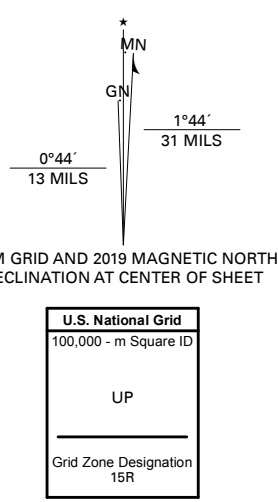 ★
MN
GN
1°44´
31 MILS
0°44´
13 MILS
M GRID AND 2019 MAGNETIC NORTH
ECLINATION AT CENTER OF SHEET
U.S. National Grid
100,000 - m Square ID
UP
Grid Zone Designation
15R